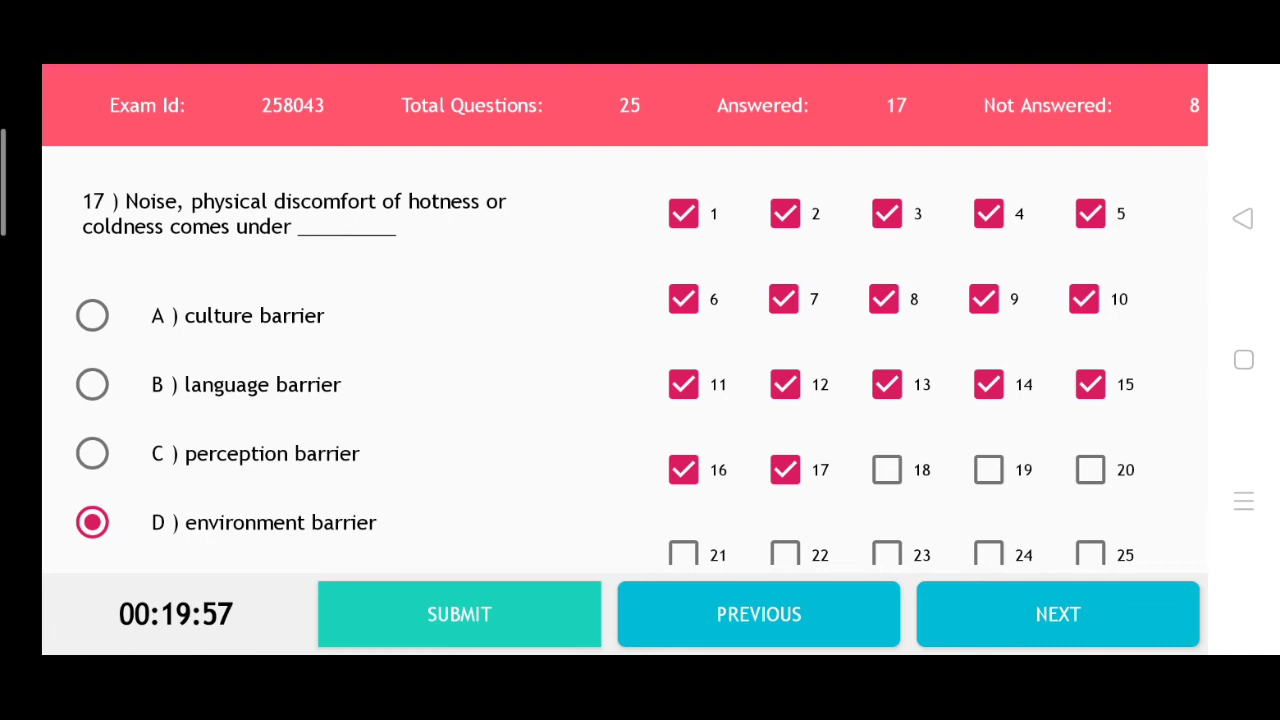 Exam Id: 258043 Total Questions: 25 Answered: 17 Not Answered: 8
17 ) Noise, physical discomfort of hotness or
coldness comes under _________
A ) culture barrier
B ) language barrier
C ) perception barrier
D ) environment barrier
1 2 3 4 5
6 7 8 9 10
11 12 13 14 15
16 17 18 19 20
21 22 23 24 25
00:19:57 SUBMIT PREVIOUS NEXT